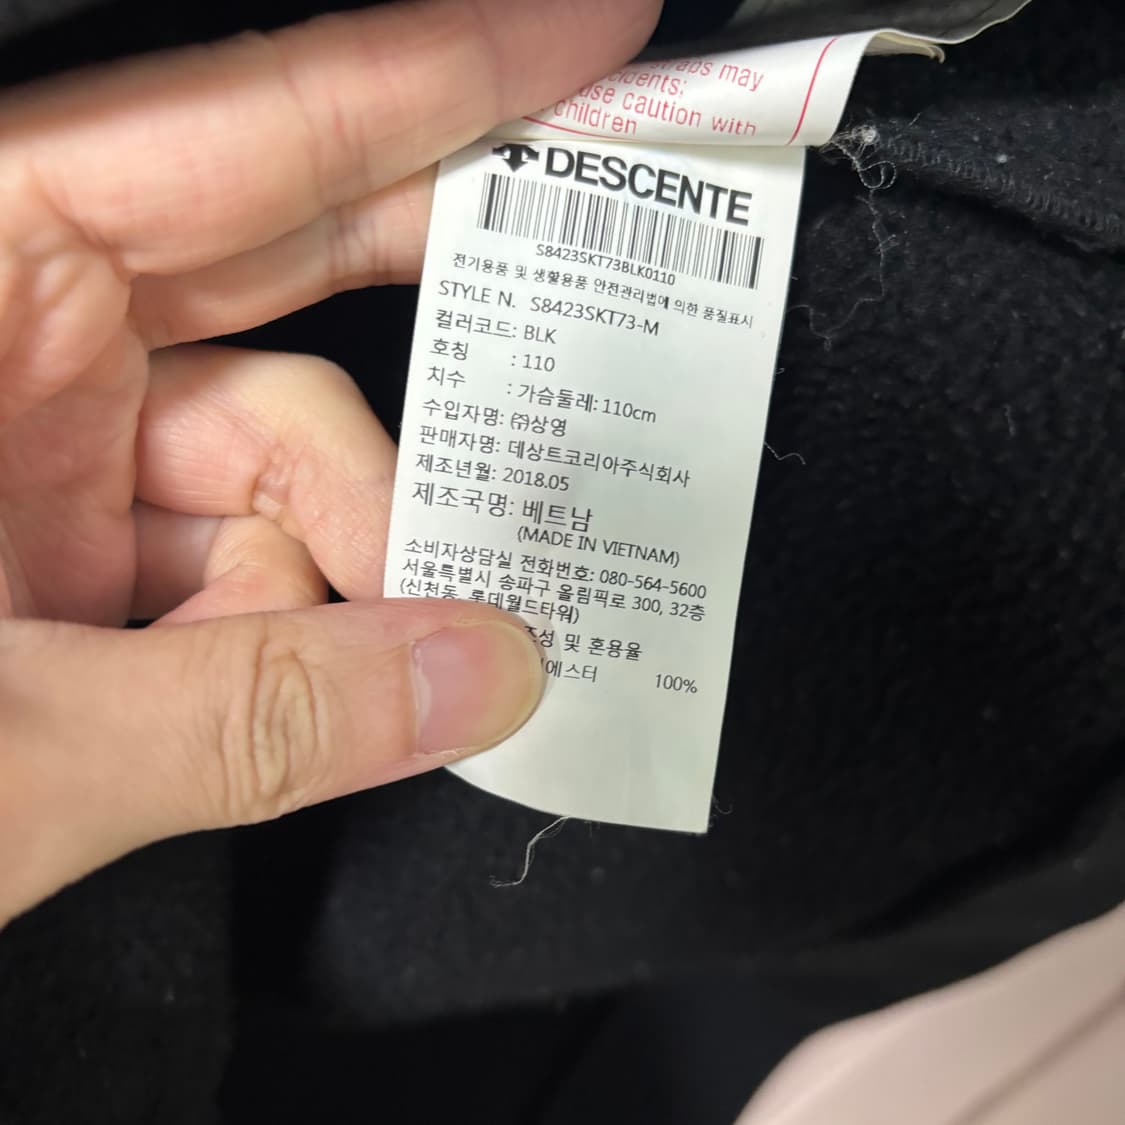 straps may
use caution with
children
DESCENTE
S8423SKT73BLK0110
전기용품 및 생활용품 안전관리법에 의한 품질표시
STYLE N. S8423SKT73-M
컬러코드: BLK
호칭 : 110
치수 : 가슴둘레: 110cm
수입자명: ㈜상영
판매자명: 데상트코리아주식회사
제조년월: 2018.05
제조국명: 베트남
(MADE IN VIETNAM)
소비자상담실 전화번호: 080-564-5600
서울특별시 송파구 올림픽로 300, 32층
(신천동, 롯데월드타워)
조성 및 혼용율
에스터 100%